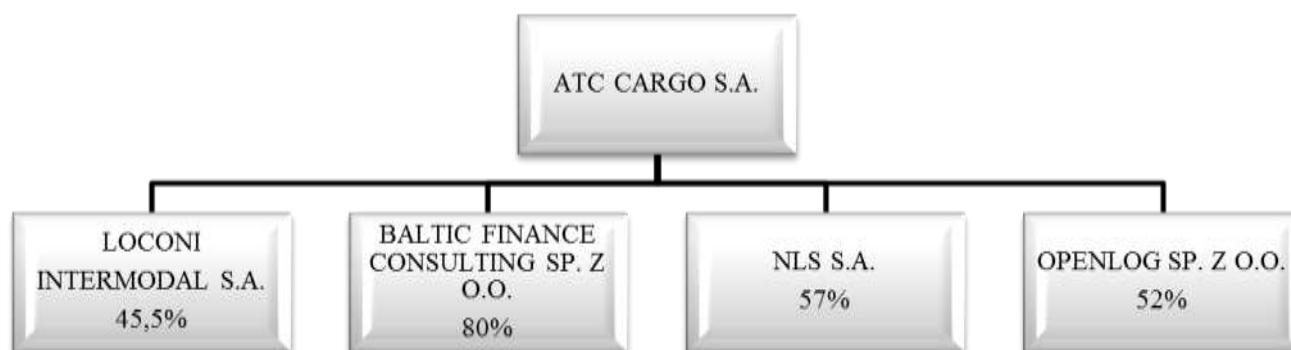 ATC CARGO S.A.
LOCONI
INTERMODAL S.A.
45,5%
BALTIC FINANCE
CONSULTING SP. Z
O.O.
80%
NLS S.A.
57%
OPENLOG SP. Z O.O.
52%